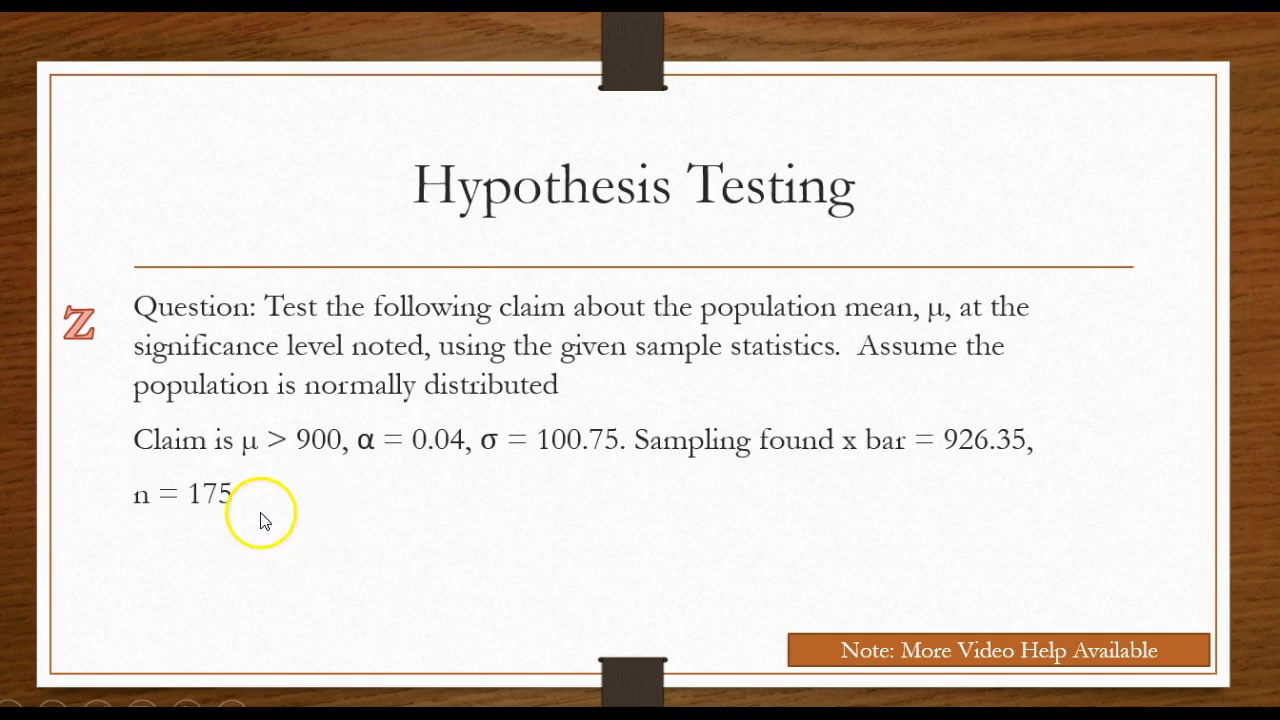 Hypothesis Testing
z
Question: Test the following claim about the population mean, μ, at the
significance level noted, using the given sample statistics. Assume the
population is normally distributed
Claim is μ > 900, α = 0.04, σ = 100.75. Sampling found x bar = 926.35,
n = 175
Note: More Video Help Available